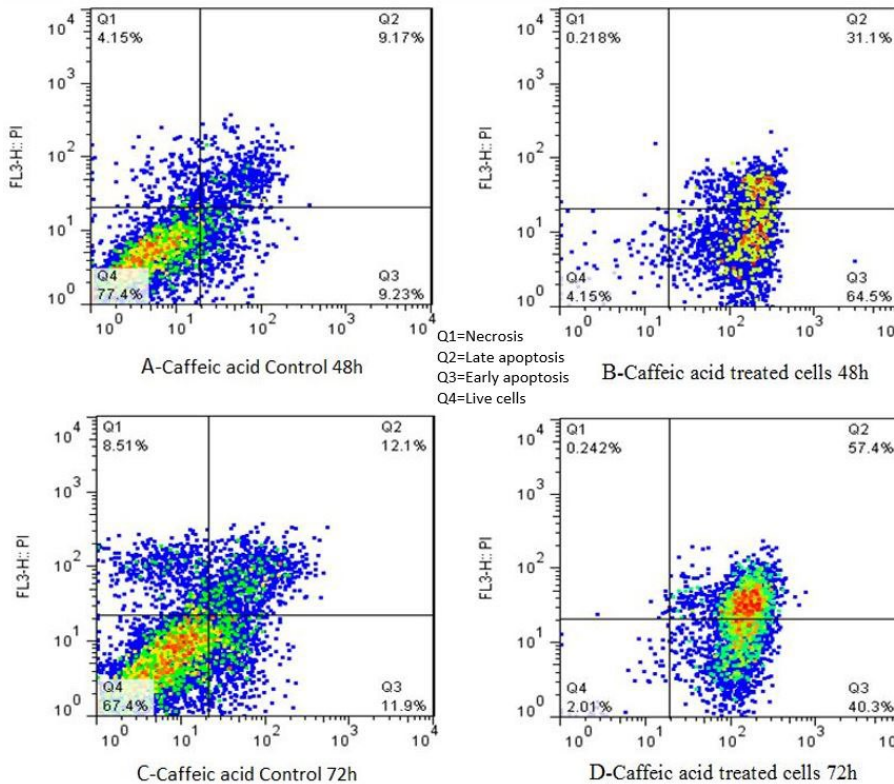 10⁴
10³
10²
10¹
10⁰
FL3-H:: PI
Q1
4.15%
Q2
9.17%
Q4
77.4%
Q3
9.23%
10⁰ 10¹ 10² 10³ 10⁴
A-Caffeic acid Control 48h
10⁴
10³
10²
10¹
10⁰
FL3-H:: PI
Q1
0.218%
Q2
31.1%
Q4
4.15%
Q3
64.5%
10⁰ 10¹ 10² 10³
B-Caffeic acid treated cells 48h
Q1=Necrosis
Q2=Late apoptosis
Q3=Early apoptosis
Q4=Live cells
10⁴
10³
10²
10¹
10⁰
FL3-H:: PI
Q1
8.51%
Q2
12.1%
Q4
67.4%
Q3
11.9%
10⁰ 10¹ 10² 10³ 10⁴
C-Caffeic acid Control 72h
10⁴
10³
10²
10¹
10⁰
FL3-H:: PI
Q1
0.242%
Q2
57.4%
Q4
2.01%
Q3
40.3%
10⁰ 10¹ 10² 10³
D-Caffeic acid treated cells 72h